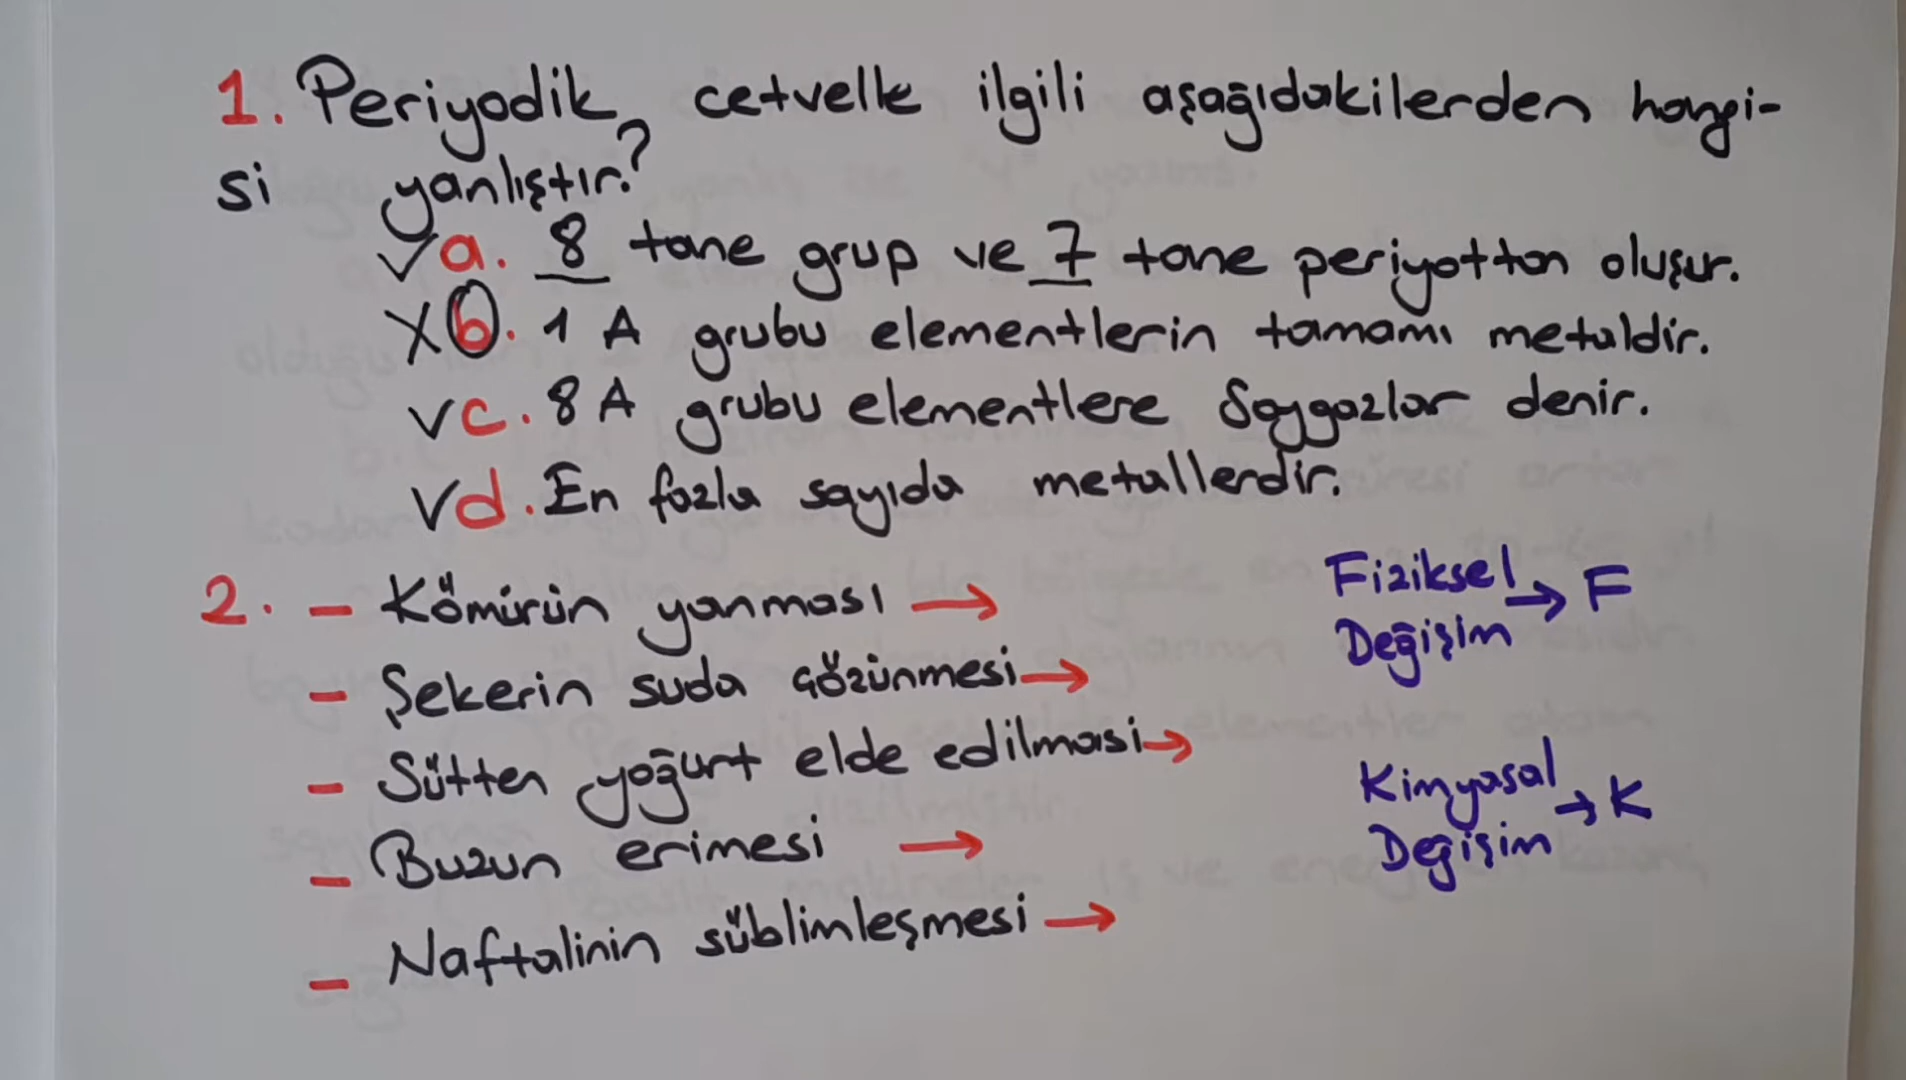 1. Periyodik cetvelle ilgili aşağıdakilerden hangi-
si yanlıştır?
√ a. 8 tane grup ve 7 tane periyottan oluşur.
X b. 1 A grubu elementlerin tamamı metaldir.
√ c. 8 A grubu elementlere Soygazlar denir.
√ d. En fazla sayıda metallerdir.
2. - Kömürün yanması →
- Şekerin suda çözünmesi →
- Sütten yoğurt elde edilmasi →
- Buzun erimesi →
- Naftalinin süblimleşmesi →
Fiziksel
Değişim → F
Kimyasal
Değişim → K